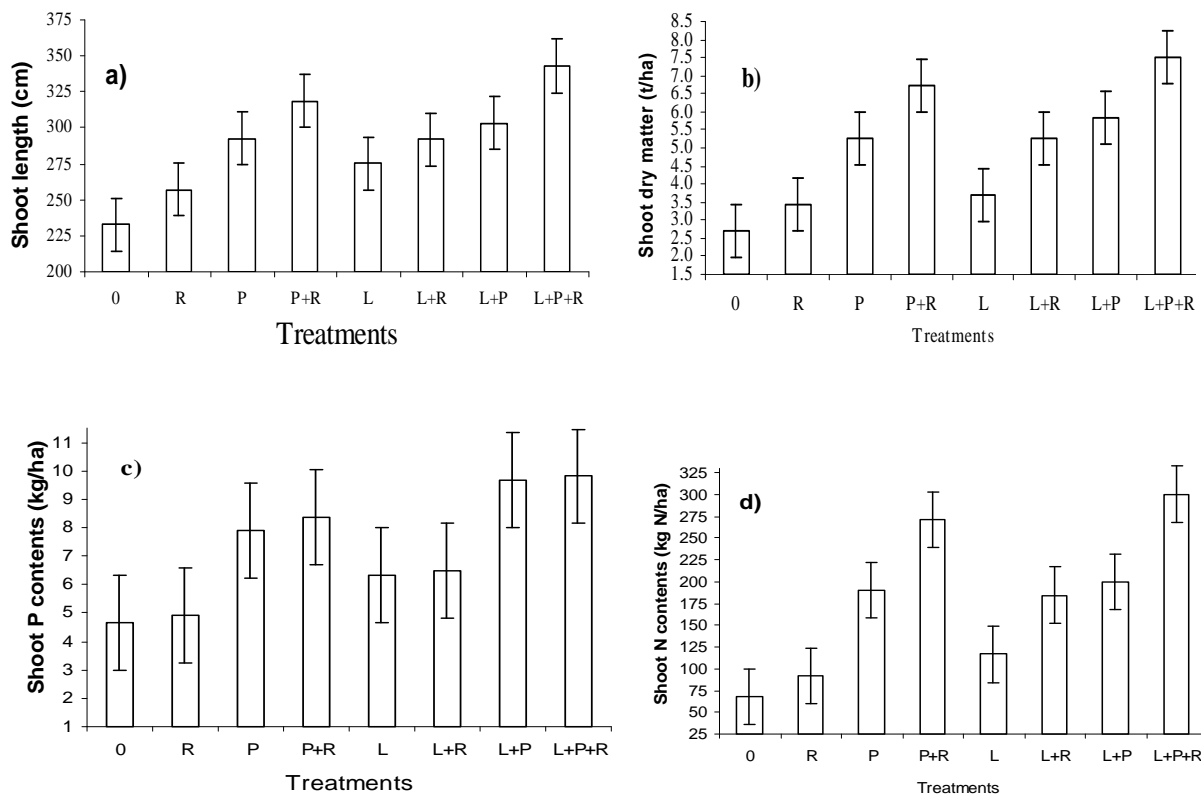 a)
Shoot length (cm)
375
350
325
300
275
250
225
200
0 R P P+R L L+R L+P L+P+R
Treatments
b)
Shoot dry matter (t/ha)
8.5
8.0
7.5
7.0
6.5
6.0
5.5
5.0
4.5
4.0
3.5
3.0
2.5
2.0
1.5
0 R P P+R L L+R L+P L+P+R
Treatments
c)
Shoot P contents (kg/ha)
11
10
9
8
7
6
5
4
3
2
1
0 R P P+R L L+R L+P L+P+R
Treatments
d)
Shoot N contents (kg N/ha)
325
300
275
250
225
200
175
150
125
100
75
50
25
0 R P P+R L L+R L+P L+P+R
Treatments